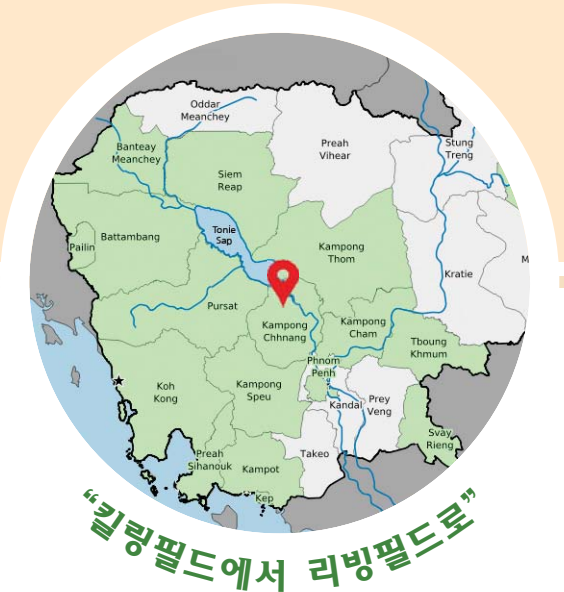 Oddar
Meanchey
Banteay
Meanchey
Siem
Reap
Preah
Vihear
Stung
Treng
Pailin
Battambang
Tonle
Sap
Kampong
Thom
Kratie
M
Pursat
Kampong
Chhnang
Kampong
Cham
Tboung
Khmum
Phnom
Penh
Koh
Kong
Kampong
Speu
Kandal
Prey
Veng
Svay
Rieng
Preah
Sihanouk
Kampot
Takeo
Kep
“킬링필드에서 리빙필드로”